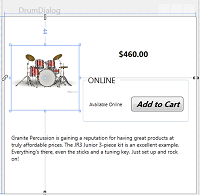 DrumDialog
$460.00
ONLINE
Available Online
Add to Cart
Granite Percussion is gaining a reputation for having great products at
truly affordable prices. The JR3 Junior 3-piece kit is an excellent example.
Everything's there, even the sticks and a tuning key. Just set up and rock
on!